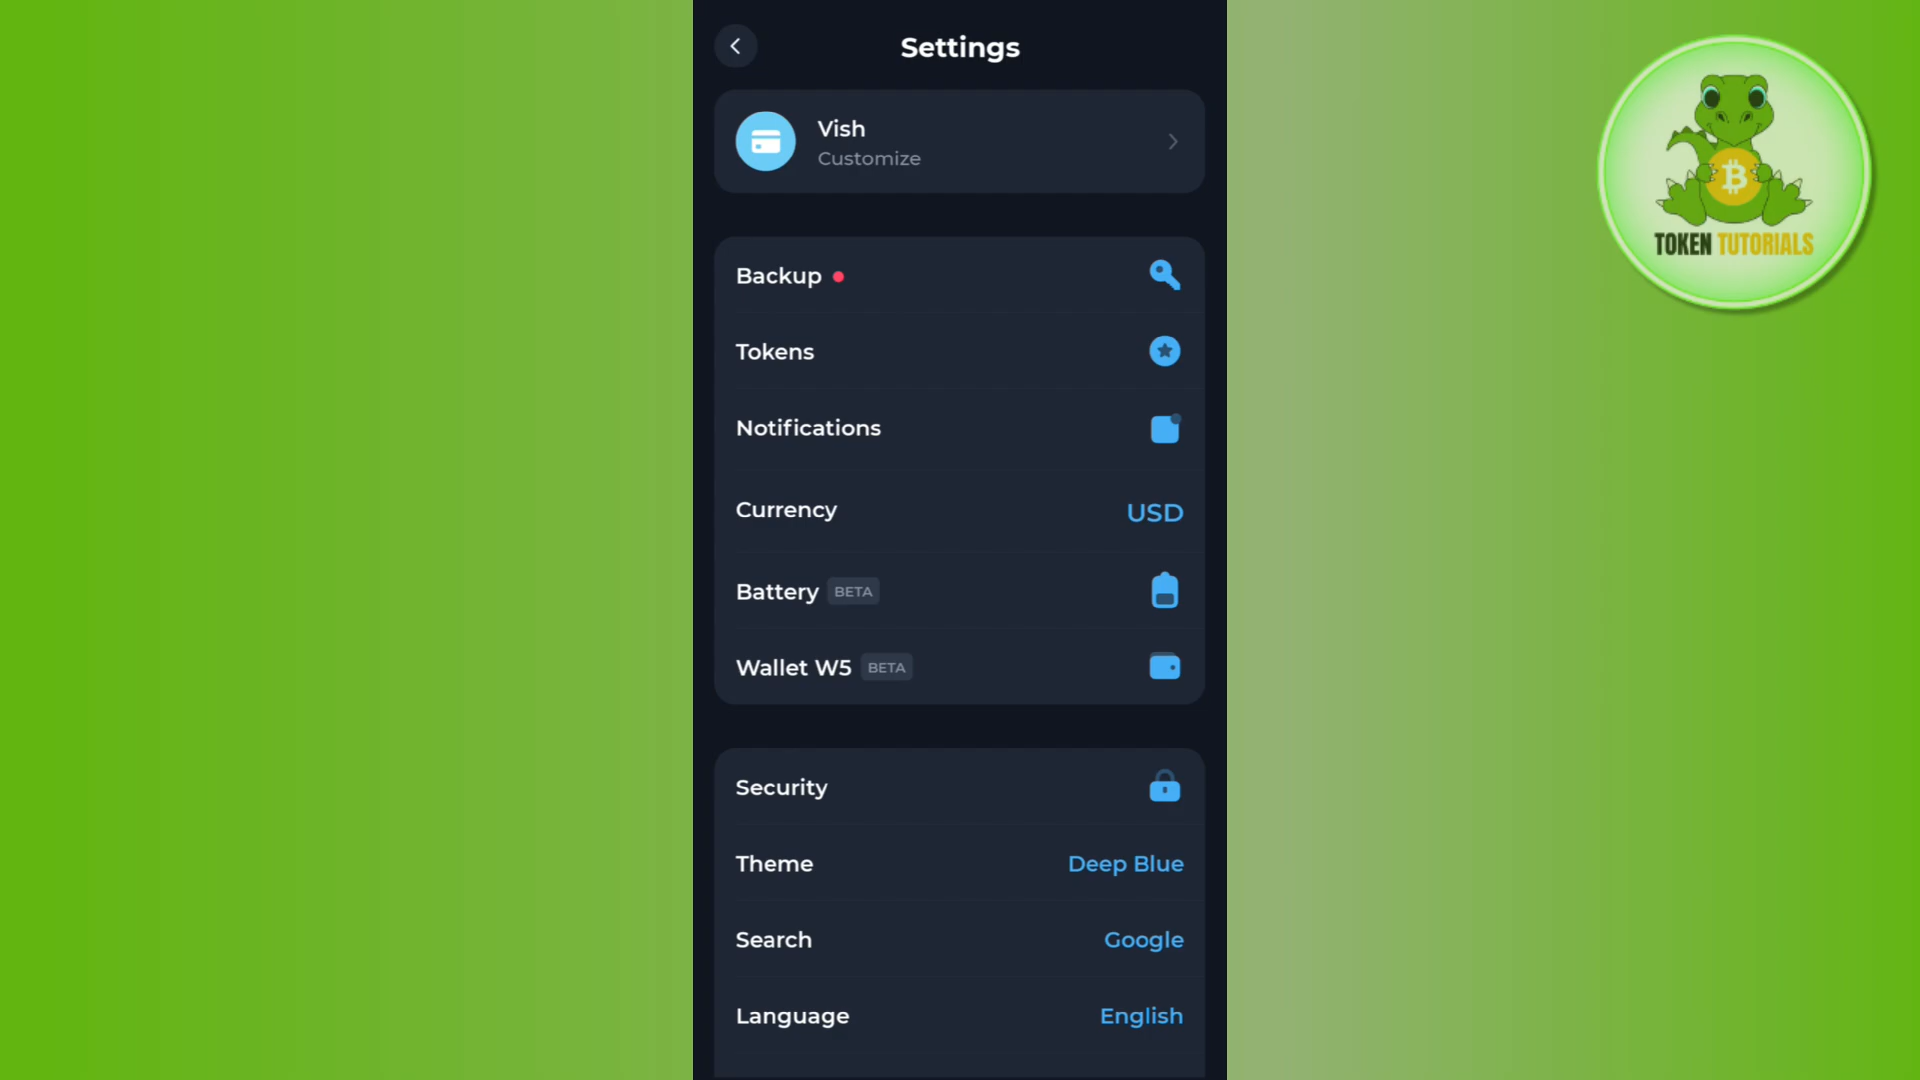 Settings
Vish
Customize
Backup
Tokens
Notifications
Currency USD
Battery BETA
Wallet W5 BETA
Security
Theme Deep Blue
Search Google
Language English
TOKEN TUTORIALS